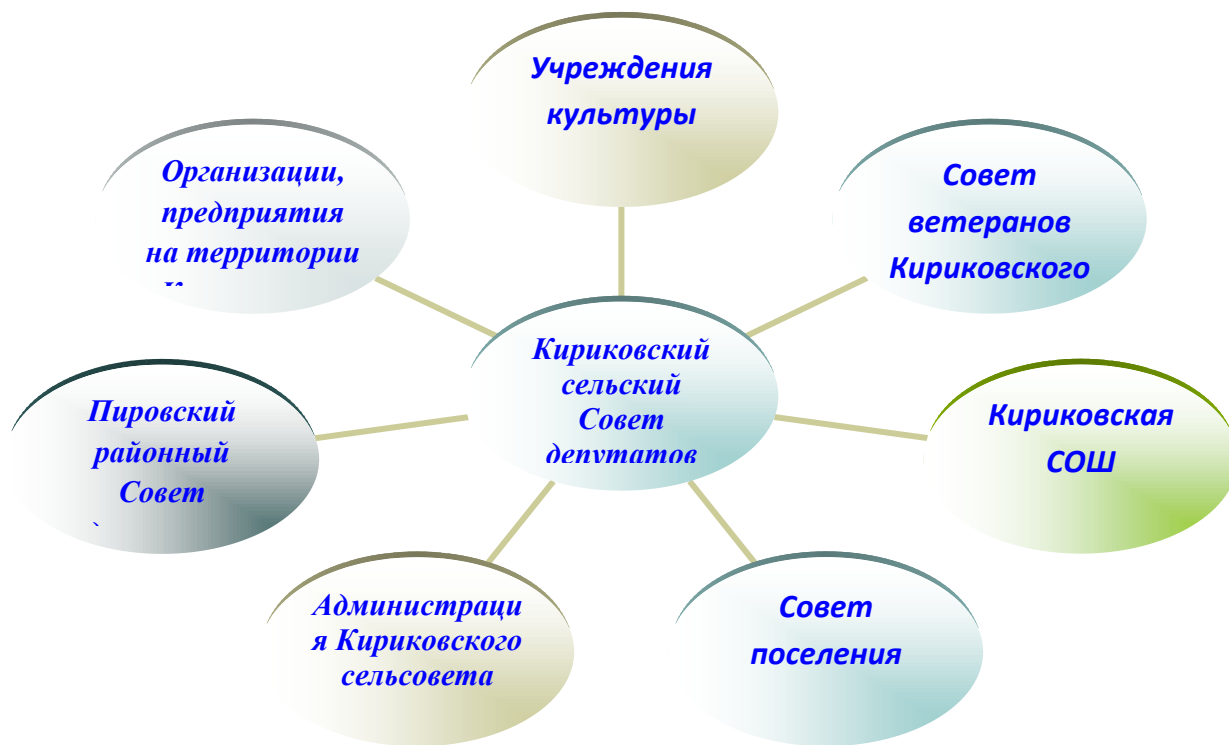 Учреждения
культуры
Организации,
предприятия
на территории
Совет
ветеранов
Кириковского
Кириковский
сельский
Совет
депутатов
Пировский
районный
Совет
Кириковская
СОШ
Администраци
я Кириковского
сельсовета
Совет
поселения